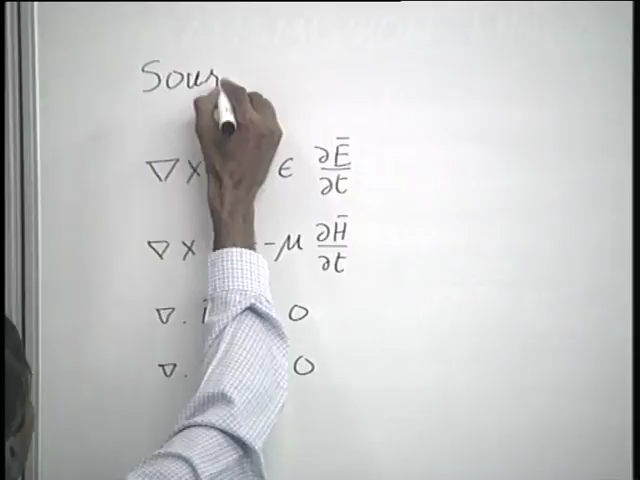 Sour
∇ × ϵ ∂Ē/∂t
∇ × -μ ∂H̄/∂t
∇ . 0
∇ . 0